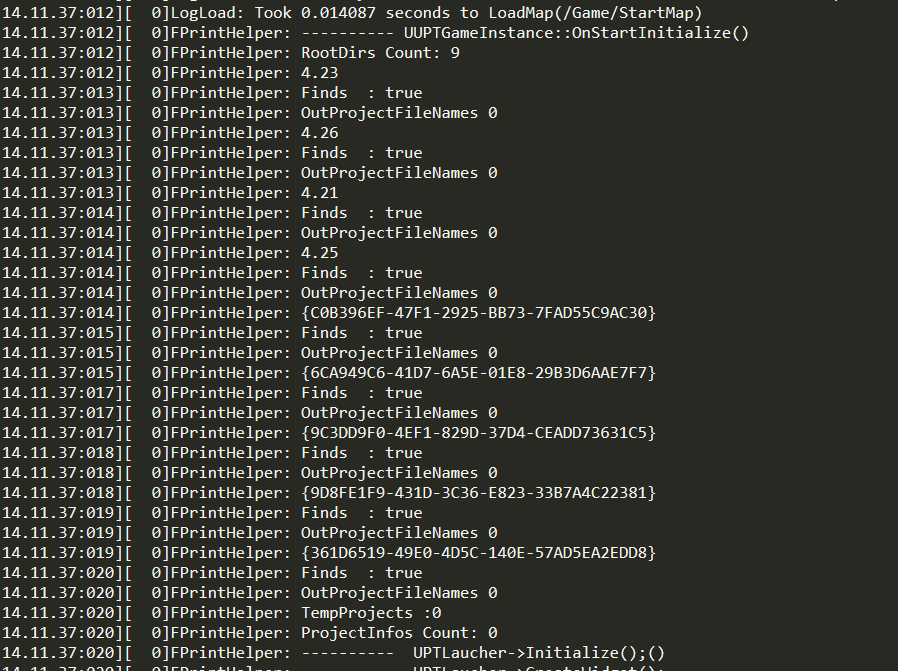 14.11.37:012][  0]LogLoad: Took 0.014087 seconds to LoadMap(/Game/StartMap)
14.11.37:012][  0]FPrintHelper: ---------- UUPTGameInstance::OnStartInitialize()
14.11.37:012][  0]FPrintHelper: RootDirs Count: 9
14.11.37:012][  0]FPrintHelper: 4.23
14.11.37:013][  0]FPrintHelper: Finds  : true
14.11.37:013][  0]FPrintHelper: OutProjectFileNames 0
14.11.37:013][  0]FPrintHelper: 4.26
14.11.37:013][  0]FPrintHelper: Finds  : true
14.11.37:013][  0]FPrintHelper: OutProjectFileNames 0
14.11.37:013][  0]FPrintHelper: 4.21
14.11.37:014][  0]FPrintHelper: Finds  : true
14.11.37:014][  0]FPrintHelper: OutProjectFileNames 0
14.11.37:014][  0]FPrintHelper: 4.25
14.11.37:014][  0]FPrintHelper: Finds  : true
14.11.37:014][  0]FPrintHelper: OutProjectFileNames 0
14.11.37:014][  0]FPrintHelper: {C0B396EF-47F1-2925-BB73-7FAD55C9AC30}
14.11.37:015][  0]FPrintHelper: Finds  : true
14.11.37:015][  0]FPrintHelper: OutProjectFileNames 0
14.11.37:015][  0]FPrintHelper: {6CA949C6-41D7-6A5E-01E8-29B3D6AAE7F7}
14.11.37:017][  0]FPrintHelper: Finds  : true
14.11.37:017][  0]FPrintHelper: OutProjectFileNames 0
14.11.37:017][  0]FPrintHelper: {9C3DD9F0-4EF1-829D-37D4-CEADD73631C5}
14.11.37:018][  0]FPrintHelper: Finds  : true
14.11.37:018][  0]FPrintHelper: OutProjectFileNames 0
14.11.37:018][  0]FPrintHelper: {9D8FE1F9-431D-3C36-E823-33B7A4C22381}
14.11.37:019][  0]FPrintHelper: Finds  : true
14.11.37:019][  0]FPrintHelper: OutProjectFileNames 0
14.11.37:019][  0]FPrintHelper: {361D6519-49E0-4D5C-140E-57AD5EA2EDD8}
14.11.37:020][  0]FPrintHelper: Finds  : true
14.11.37:020][  0]FPrintHelper: OutProjectFileNames 0
14.11.37:020][  0]FPrintHelper: TempProjects :0
14.11.37:020][  0]FPrintHelper: ProjectInfos Count: 0
14.11.37:020][  0]FPrintHelper: ----------  UPTLaucher->Initialize();()
14.11.37:020][  0]FPrintHelper: ----------  UPTLaucher->CreateWidget();